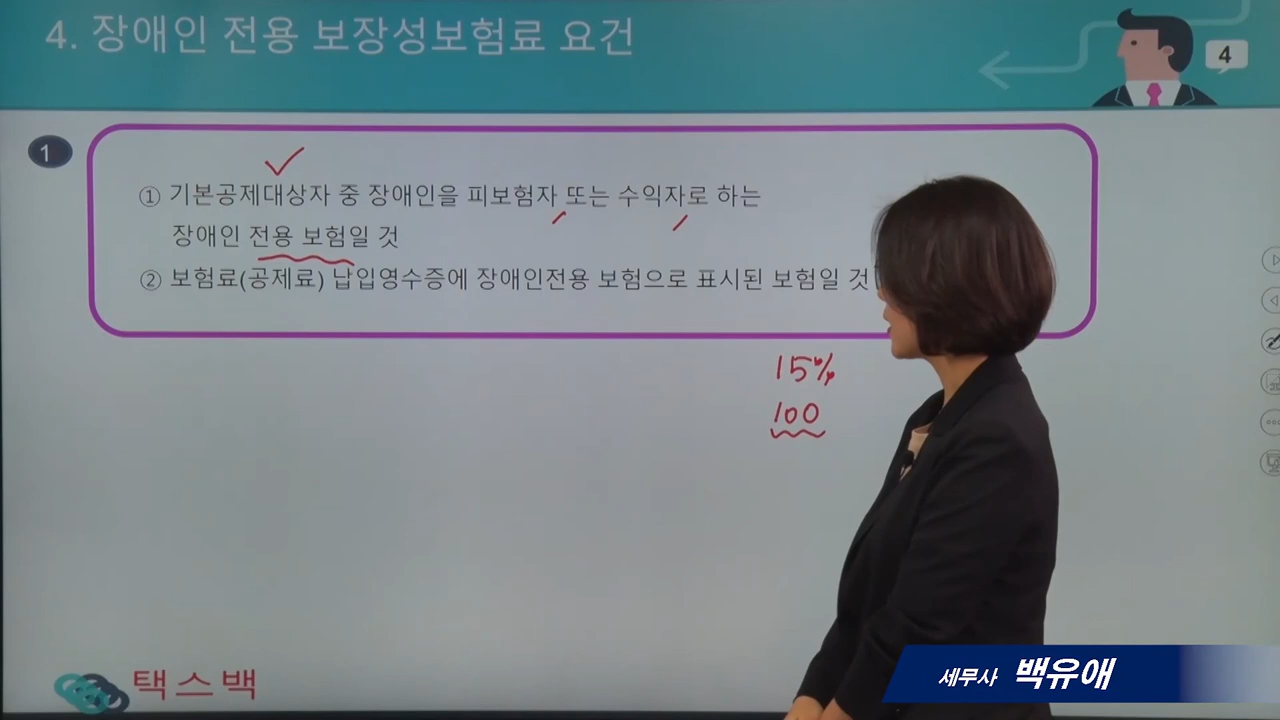 4. 장애인 전용 보장성보험료 요건
4
1
① 기본공제대상자 중 장애인을 피보험자 또는 수익자로 하는
장애인 전용 보험일 것
② 보험료(공제료) 납입영수증에 장애인전용 보험으로 표시된 보험일 것
15%
100
택스백
세무사 백유애